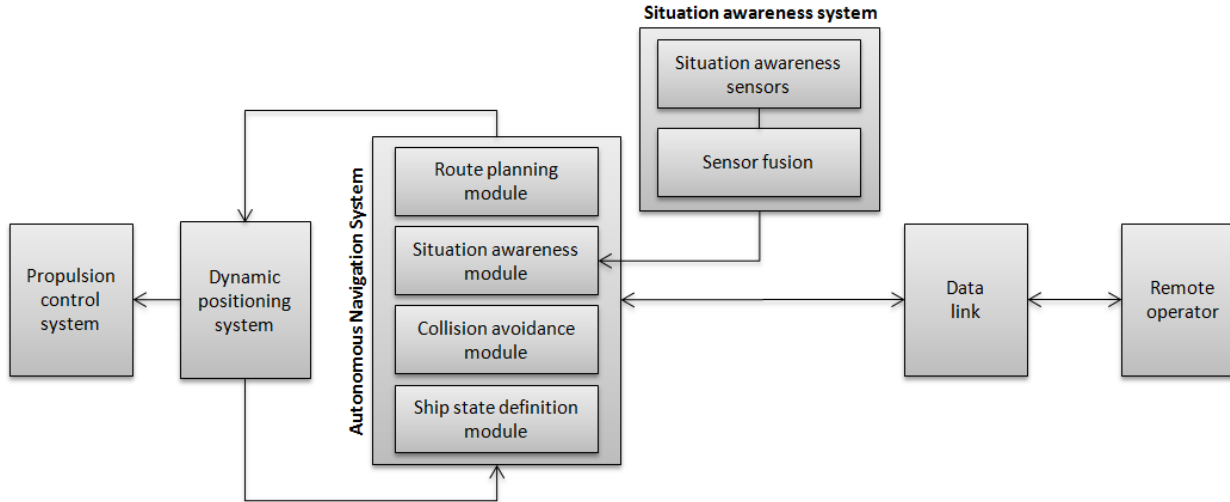 Situation awareness system
Situation awareness
sensors
Sensor fusion
Autonomous Navigation System
Route planning
module
Situation awareness
module
Collision avoidance
module
Ship state definition
module
Propulsion
control
system
Dynamic
positioning
system
Data
link
Remote
operator